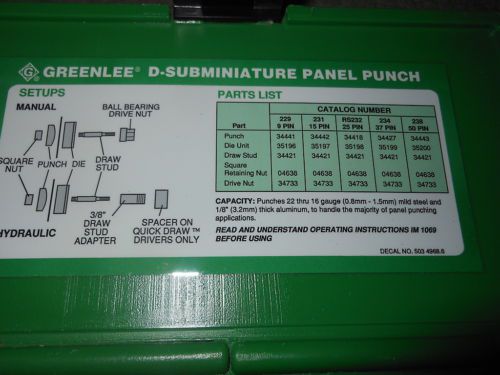 G GREENLEE® D-SUBMINIATURE PANEL PUNCH
SETUPS
MANUAL
BALL BEARING
DRIVE NUT
SQUARE
NUT
PUNCH
DIE
DRAW
STUD
HYDRAULIC
3/8"
DRAW
STUD
ADAPTER
SPACER ON
QUICK DRAW™
DRIVERS ONLY
PARTS LIST
CATALOG NUMBER
Part
229
9 PIN
231
15 PIN
RS232
25 PIN
234
37 PIN
238
50 PIN
Punch 34441 34442 34418 34427 34443
Die Unit 35196 35197 35198 35199 35200
Draw Stud 34421 34421 34421 34421 34421
Square
Retaining Nut 04638 04638 04638 04638 04638
Drive Nut 34733 34733 34733 34733 34733
CAPACITY: Punches 22 thru 16 gauge (0.8mm - 1.5mm) mild steel and
1/8" (3.2mm) thick aluminum, to handle the majority of panel punching
applications.
READ AND UNDERSTAND OPERATING INSTRUCTIONS IM 1069
BEFORE USING
DECAL NO. 503 4968.6